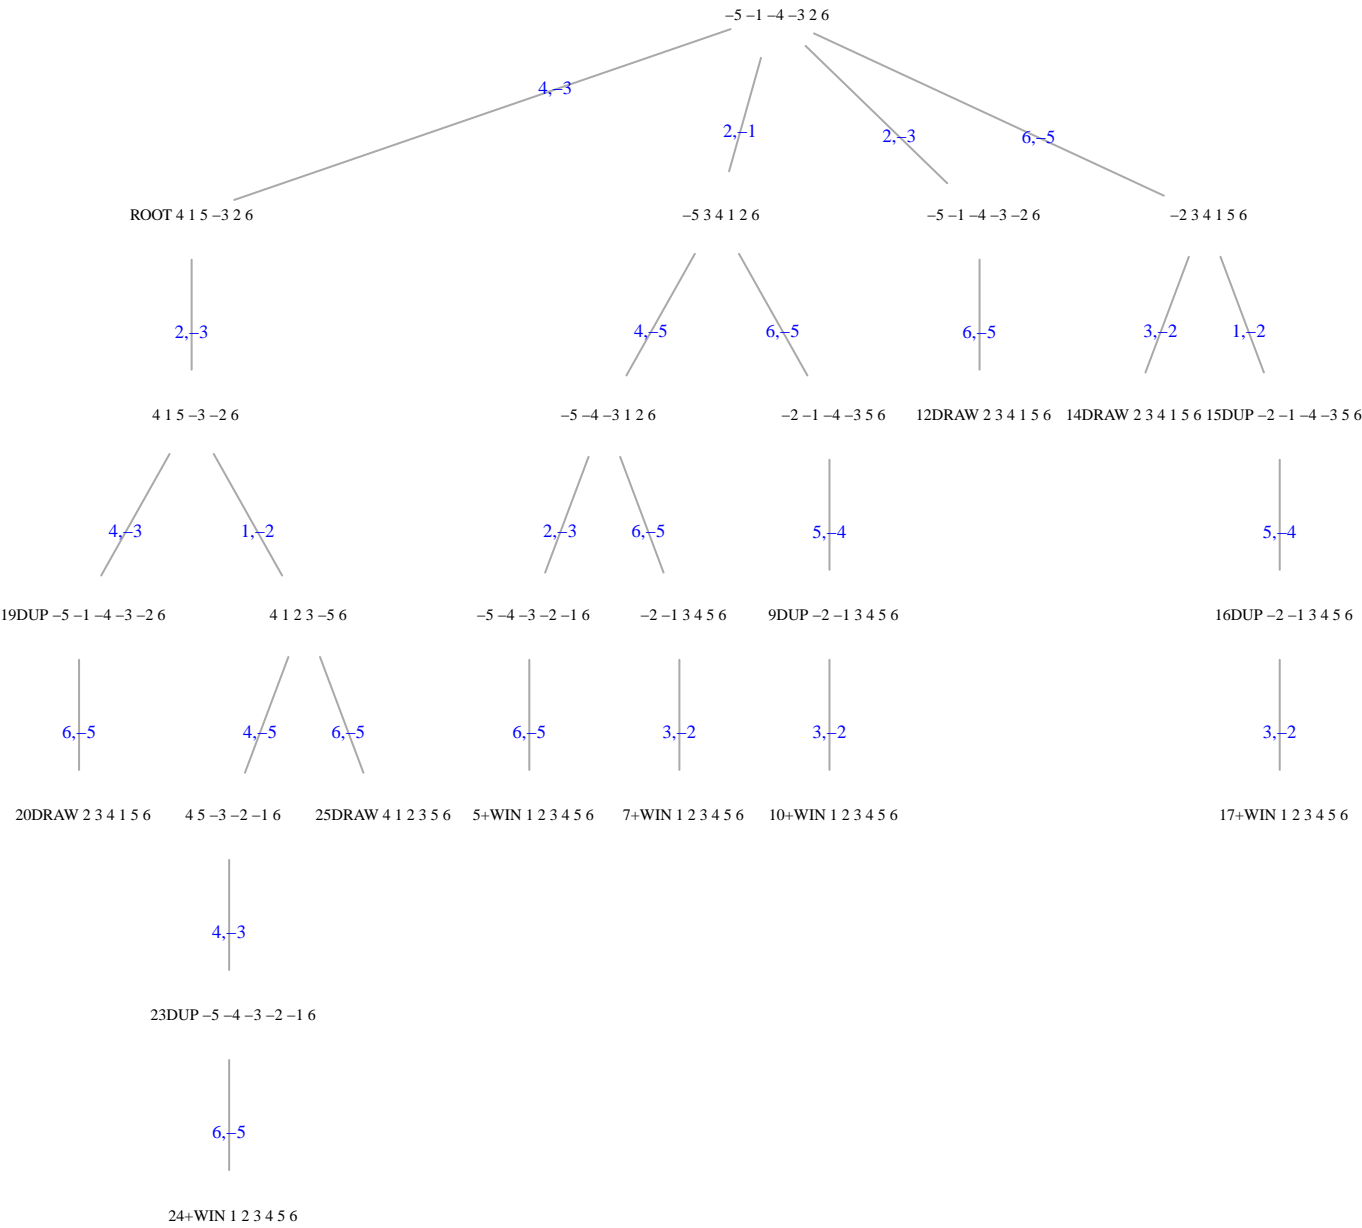 −5 −1 −4 −3 2 6
4,−3
2,−1
2,−3
6,−5
ROOT 4 1 5 −3 2 6
−5 3 4 1 2 6
−5 −1 −4 −3 −2 6
−2 3 4 1 5 6
2,−3
4,−5
6,−5
6,−5
3,−2
1,−2
4 1 5 −3 −2 6
−5 −4 −3 1 2 6
−2 −1 −4 −3 5 6
12DRAW 2 3 4 1 5 6
14DRAW 2 3 4 1 5 6
15DUP −2 −1 −4 −3 5 6
4,−3
1,−2
2,−3
6,−5
5,−4
5,−4
19DUP −5 −1 −4 −3 −2 6
4 1 2 3 −5 6
−5 −4 −3 −2 −1 6
−2 −1 3 4 5 6
9DUP −2 −1 3 4 5 6
16DUP −2 −1 3 4 5 6
6,−5
4,−5
6,−5
6,−5
3,−2
3,−2
3,−2
20DRAW 2 3 4 1 5 6
4 5 −3 −2 −1 6
25DRAW 4 1 2 3 5 6
5+WIN 1 2 3 4 5 6
7+WIN 1 2 3 4 5 6
10+WIN 1 2 3 4 5 6
17+WIN 1 2 3 4 5 6
4,−3
23DUP −5 −4 −3 −2 −1 6
6,−5
24+WIN 1 2 3 4 5 6